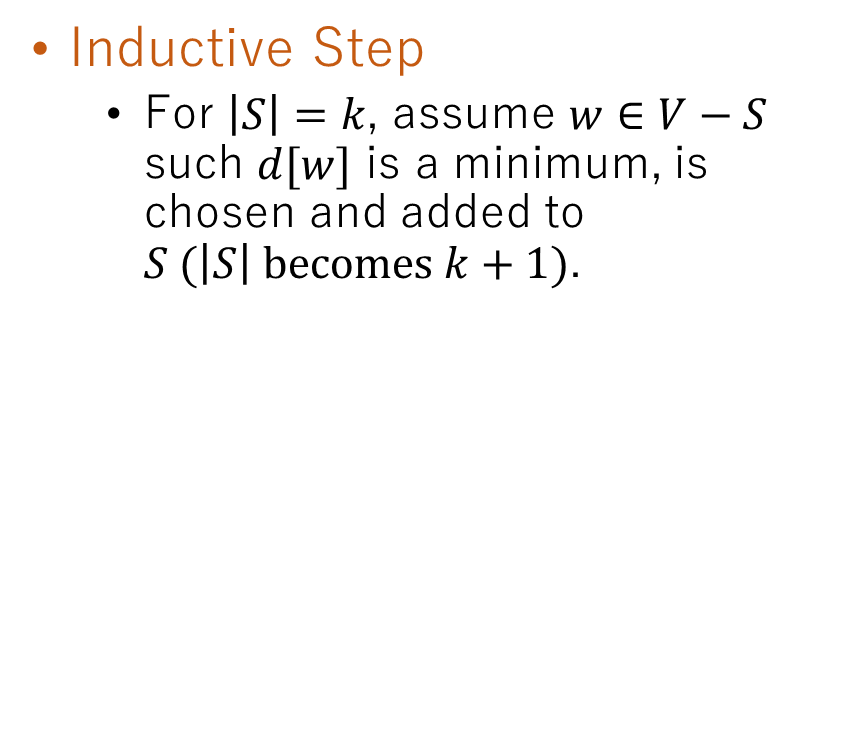 • Inductive Step
• For |S| = k, assume w ∈ V − S
such d[w] is a minimum, is
chosen and added to
S (|S| becomes k + 1).